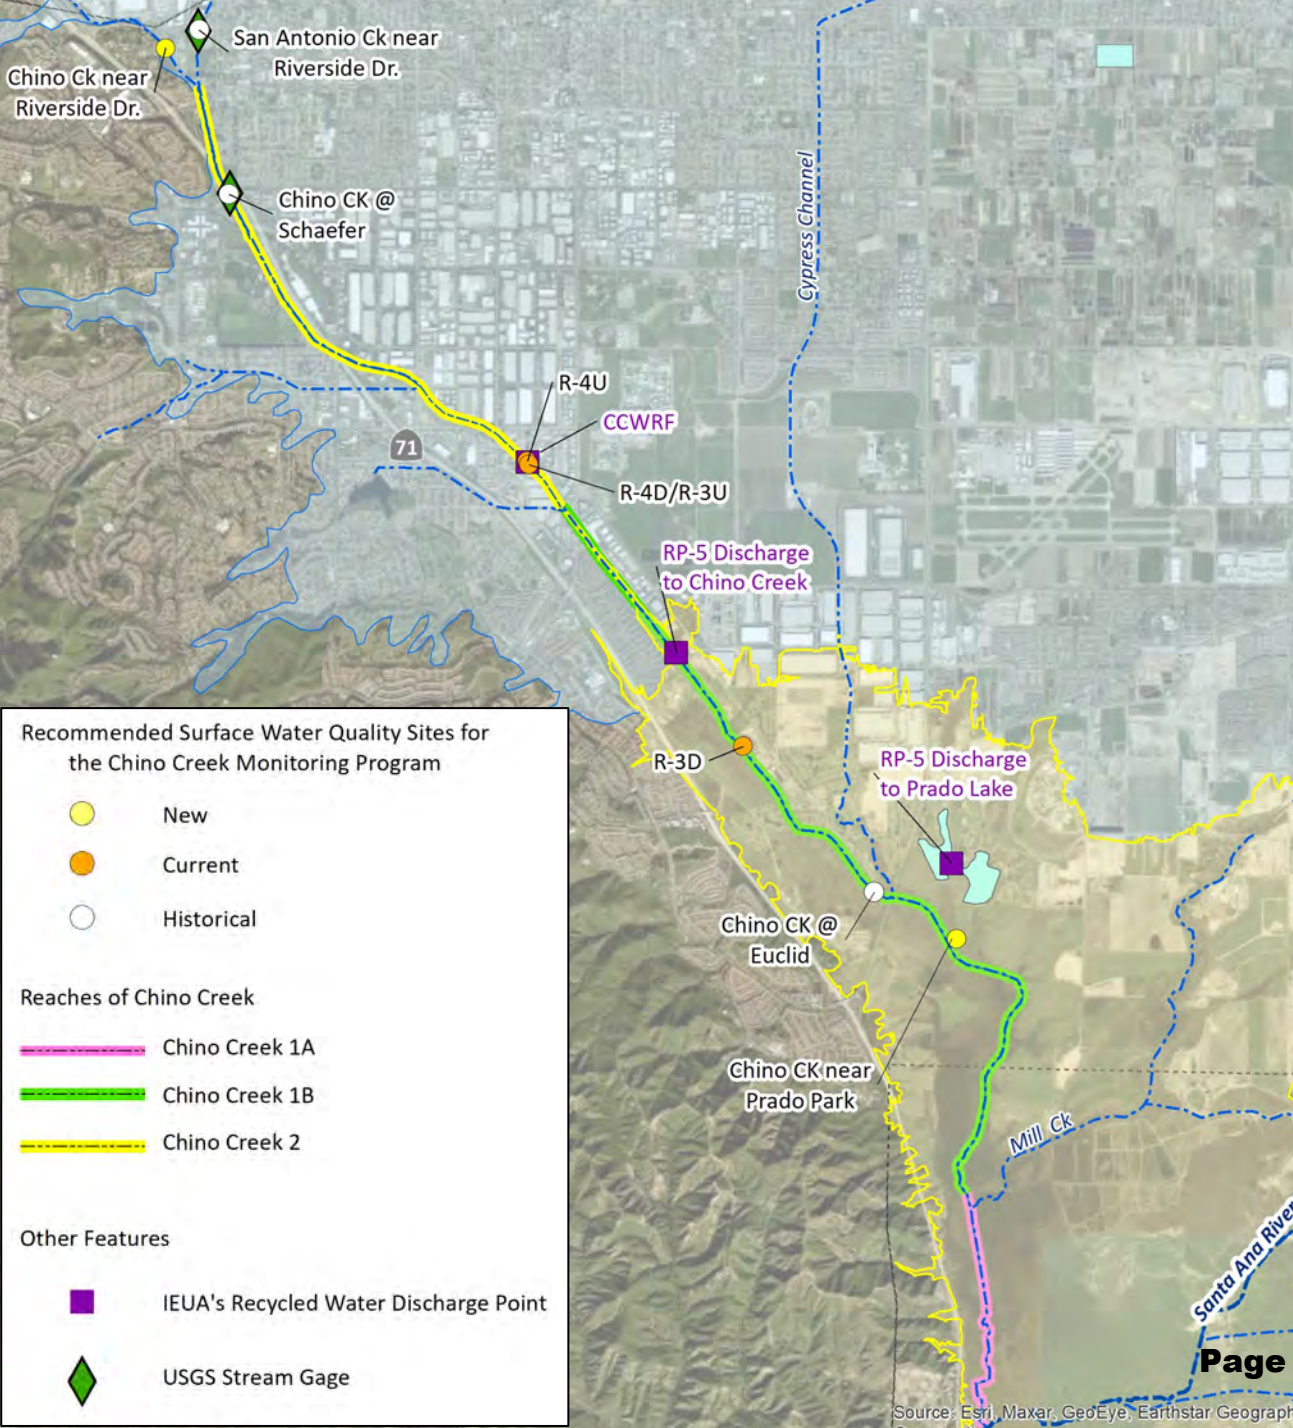 San Antonio Ck near
Riverside Dr.
Chino Ck near
Riverside Dr.
Chino CK @
Schaefer
Cypress Channel
R-4U
CCWRF
71
R-4D/R-3U
RP-5 Discharge
to Chino Creek
R-3D
RP-5 Discharge
to Prado Lake
Chino CK @
Euclid
Chino CK near
Prado Park
Mill Ck
Santa Ana River
Recommended Surface Water Quality Sites for
the Chino Creek Monitoring Program
New
Current
Historical
Reaches of Chino Creek
Chino Creek 1A
Chino Creek 1B
Chino Creek 2
Other Features
IEUA's Recycled Water Discharge Point
USGS Stream Gage
Page
Source: Esri, Maxar, GeoEye, Earthstar Geograph